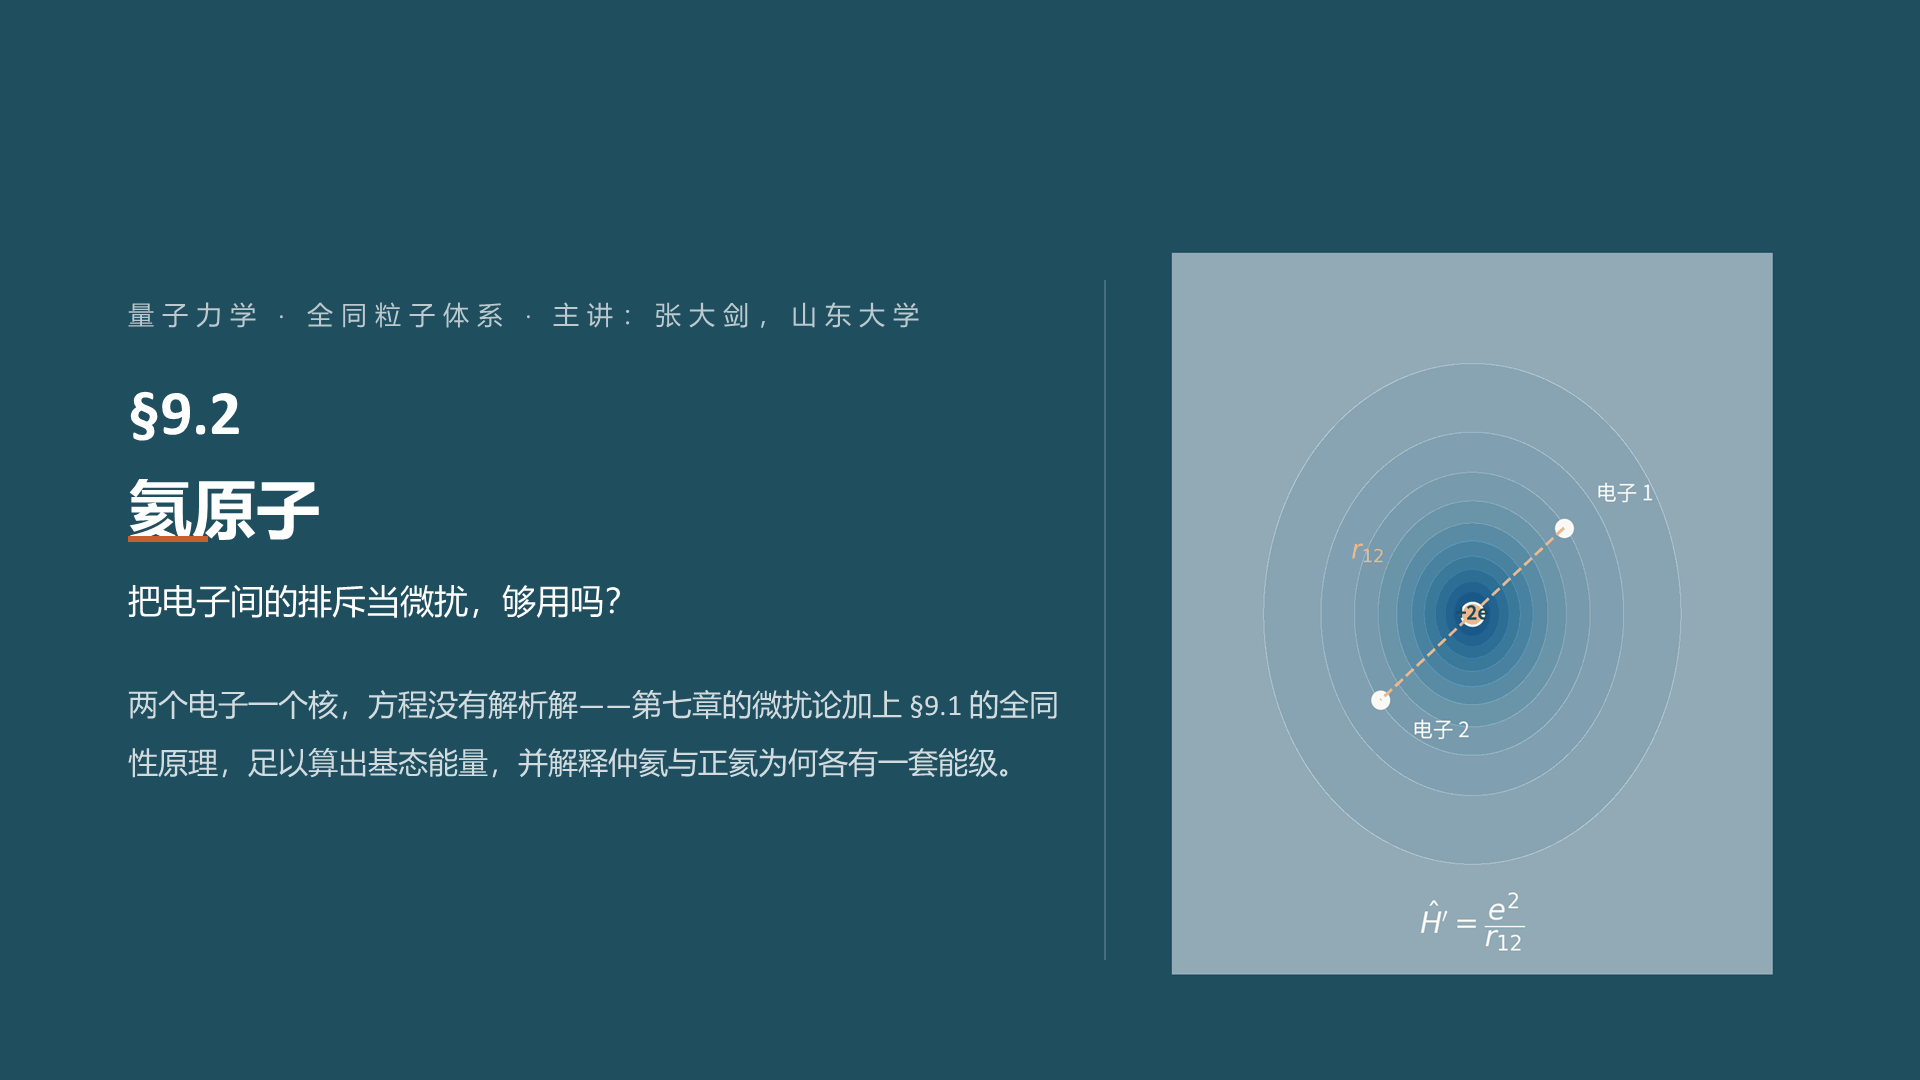 量子力学 · 全同粒子体系 · 主讲：张大剑，山东大学
§9.2
氦原子
把电子间的排斥当微扰，够用吗？
两个电子一个核，方程没有解析解——第七章的微扰论加上 §9.1 的全同
性原理，足以算出基态能量，并解释仲氦与正氦为何各有一套能级。
电子 1
r₁₂
2e
电子 2
Ĥ′ = e²/r₁₂